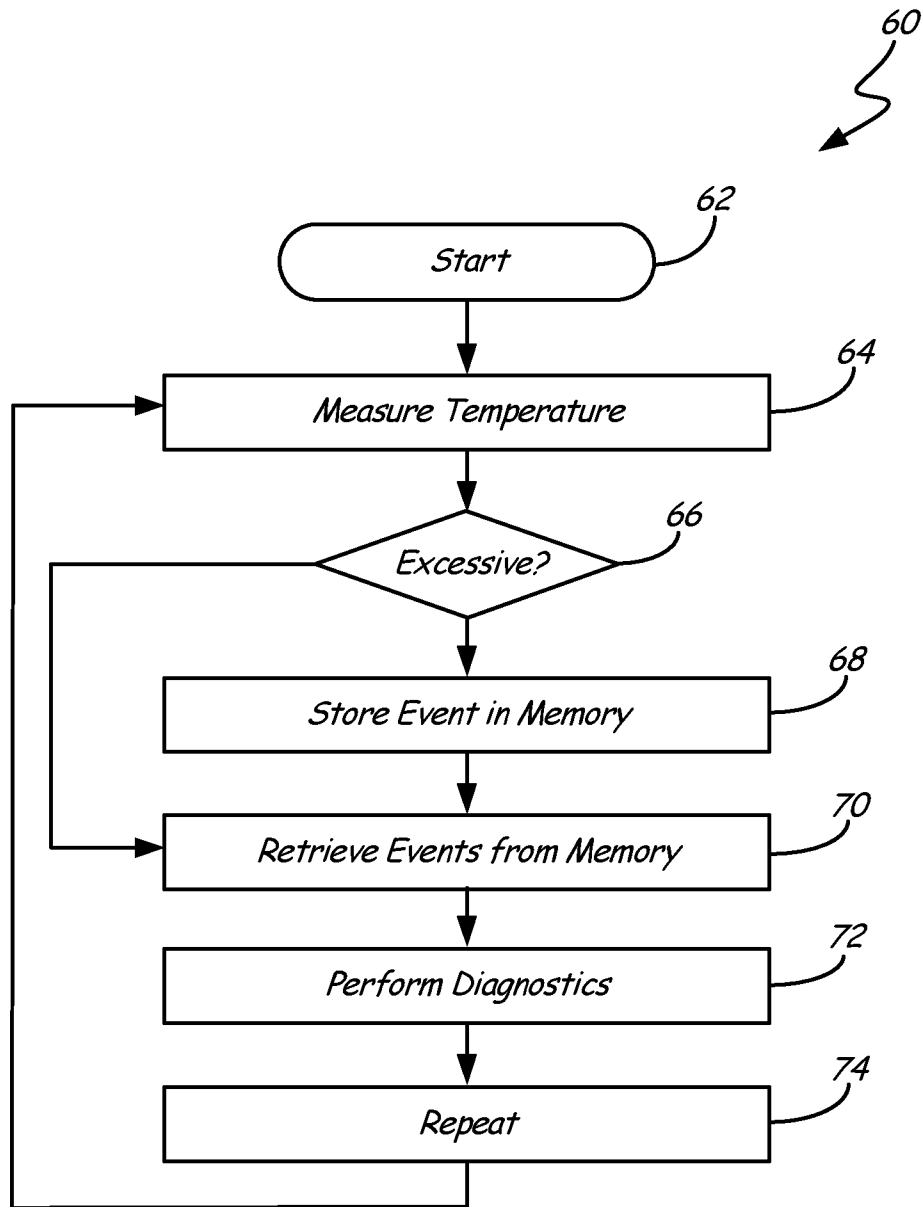 60
62
Start
64
Measure Temperature
66
Excessive?
68
Store Event in Memory
70
Retrieve Events from Memory
72
Perform Diagnostics
74
Repeat